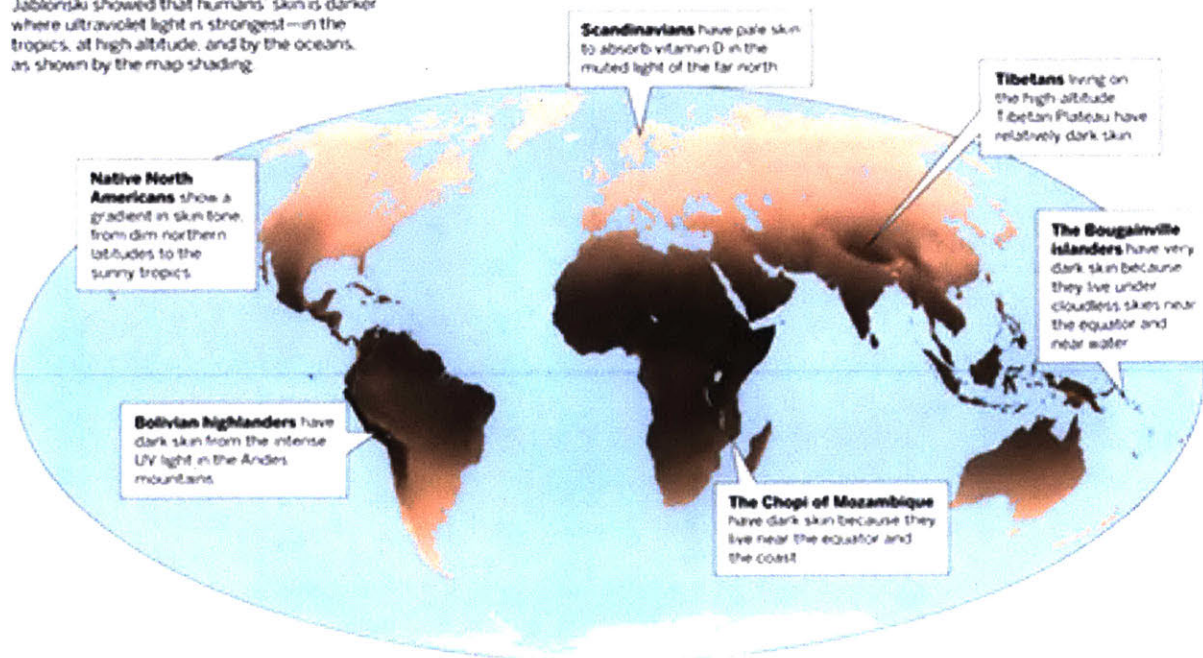 Jablonski showed that humans' skin is darker
where ultraviolet light is strongest—in the
tropics, at high altitude, and by the oceans,
as shown by the map shading.
Scandinavians have pale skin
to absorb vitamin D in the
muted light of the far north
Tibetans living on
the high-altitude
Tibetan Plateau have
relatively dark skin
Native North
Americans show a
gradient in skin tone,
from dim northern
latitudes to the
sunny tropics
The Bougainville
islanders have very
dark skin because
they live under
cloudless skies near
the equator and
near water
Bolivian highlanders have
dark skin from the intense
UV light in the Andes
mountains
The Chopi of Mozambique
have dark skin because they
live near the equator and
the coast